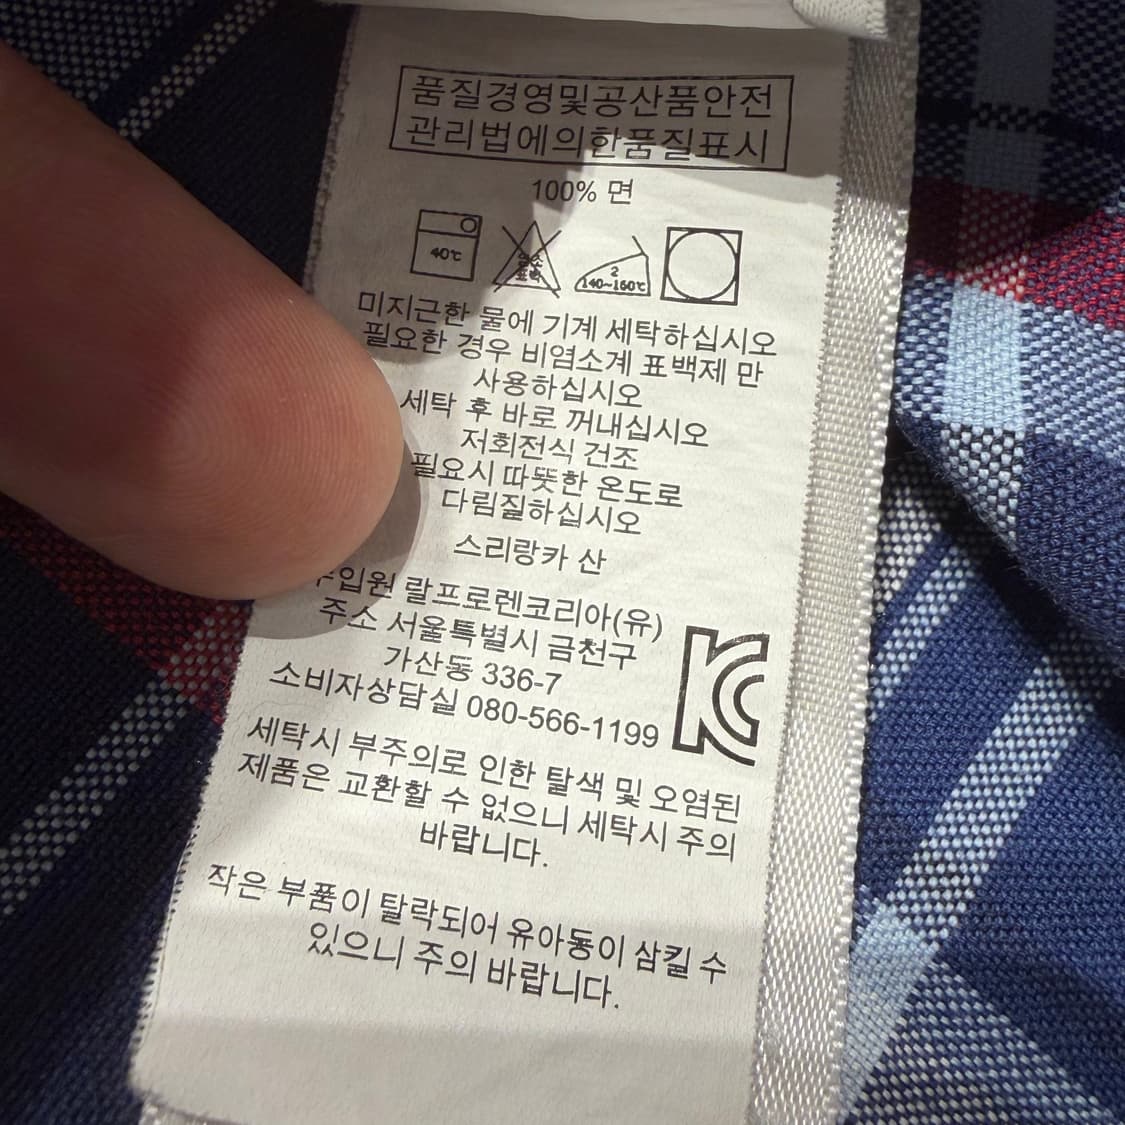 품질경영및공산품안전
관리법에의한품질표시
100% 면
40℃
염소
표백
2
140~160℃
미지근한 물에 기계 세탁하십시오
필요한 경우 비염소계 표백제 만
사용하십시오
세탁 후 바로 꺼내십시오
저회전식 건조
필요시 따뜻한 온도로
다림질하십시오
스리랑카 산
수입원 랄프로렌코리아(유)
주소 서울특별시 금천구
가산동 336-7
소비자상담실 080-566-1199
KC
세탁시 부주의로 인한 탈색 및 오염된
제품은 교환할 수 없으니 세탁시 주의
바랍니다.
작은 부품이 탈락되어 유아동이 삼킬 수
있으니 주의 바랍니다.